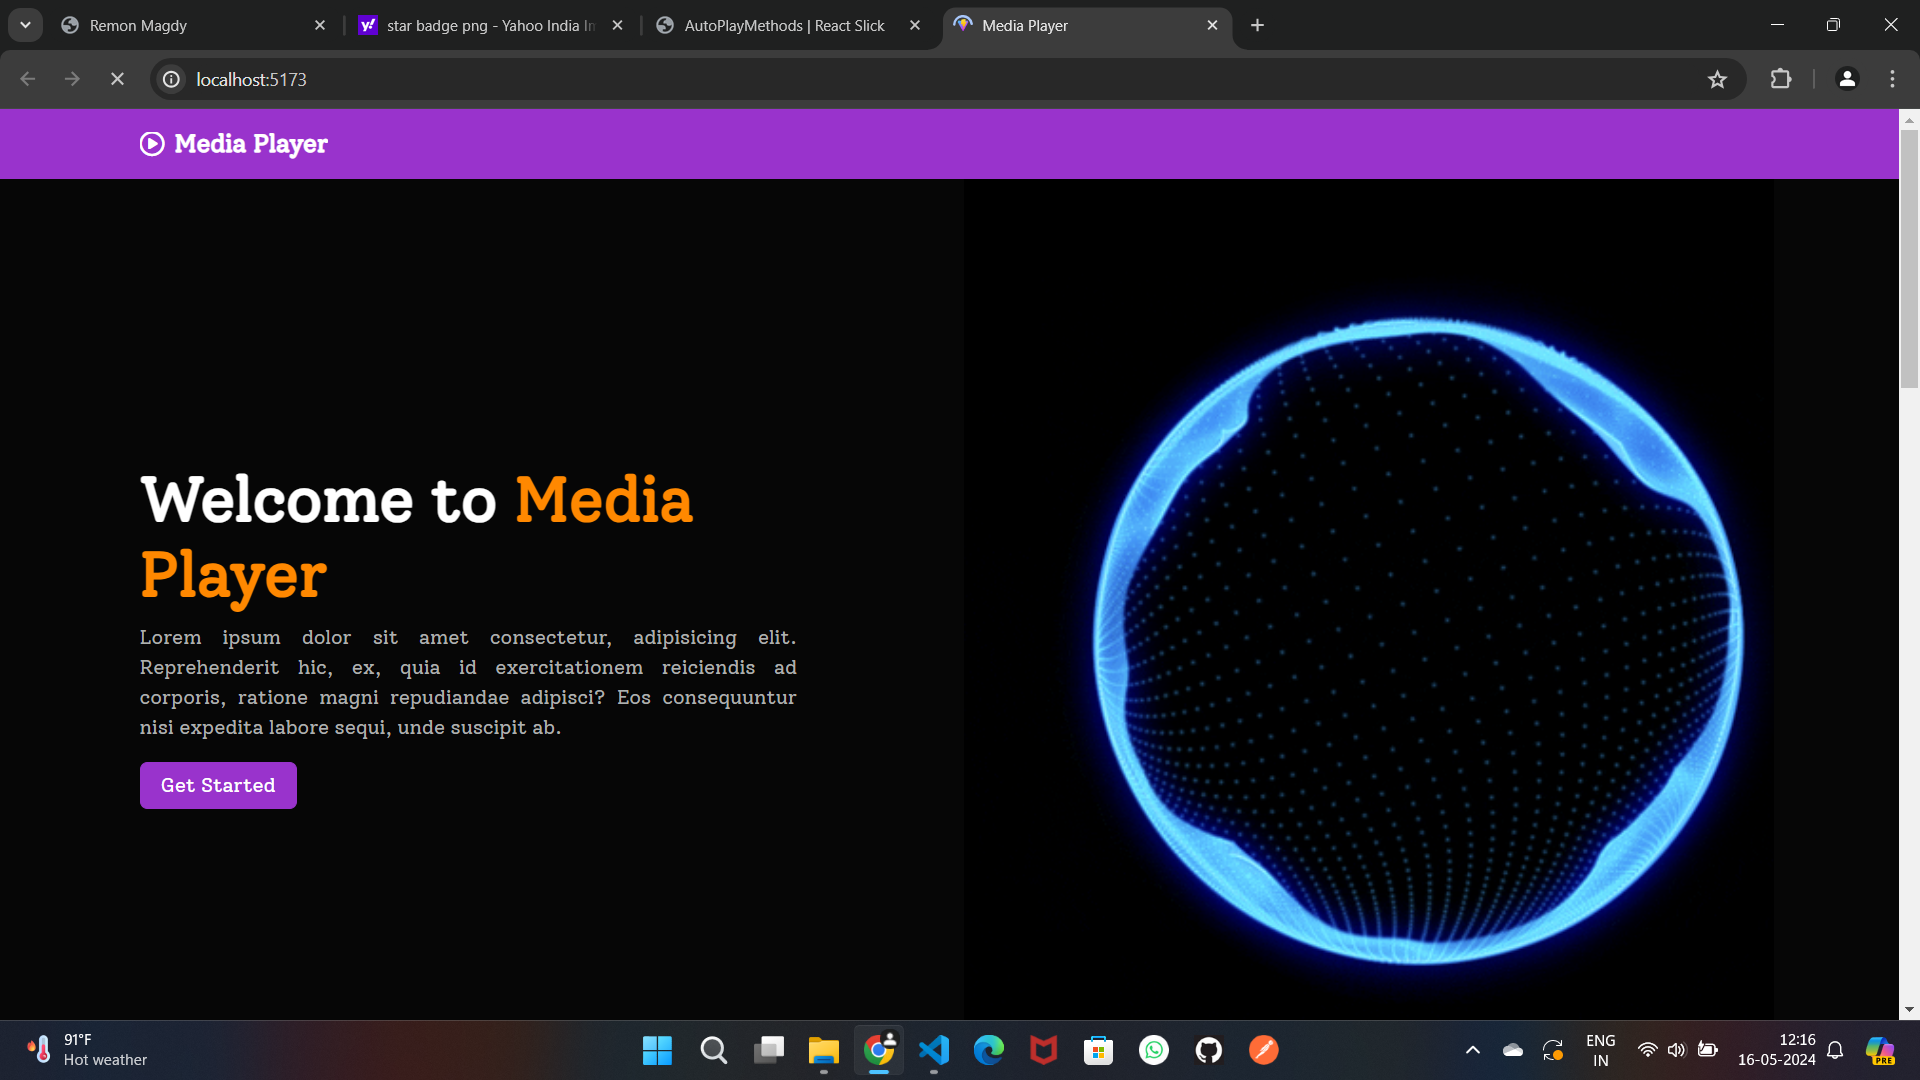 Remon Magdy
star badge png - Yahoo India In
AutoPlayMethods | React Slick
Media Player
localhost:5173
Media Player
Welcome to Media
Player
Lorem ipsum dolor sit amet consectetur, adipisicing elit.
Reprehenderit hic, ex, quia id exercitationem reiciendis ad
corporis, ratione magni repudiandae adipisci? Eos consequuntur
nisi expedita labore sequi, unde suscipit ab.
Get Started
91°F
Hot weather
ENG
IN
12:16
16-05-2024
PRE